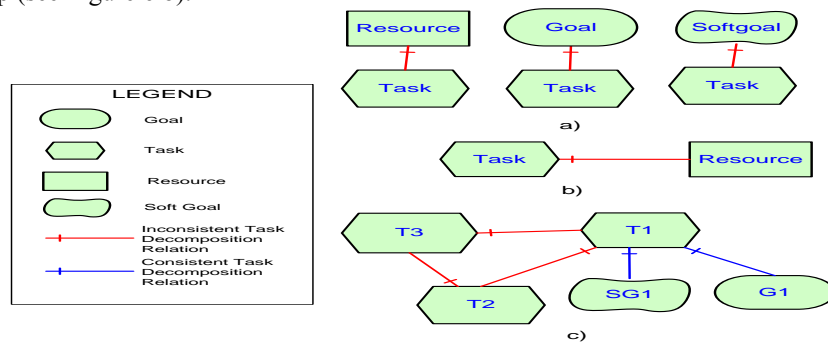 Resource Goal Softgoal
Task Task Task
a)
LEGEND
Goal
Task
Resource
Soft Goal
Inconsistent Task
Decomposition
Relation
Consistent Task
Decomposition
Relation
Task Resource
b)
T3 T1
T2 SG1 G1
c)